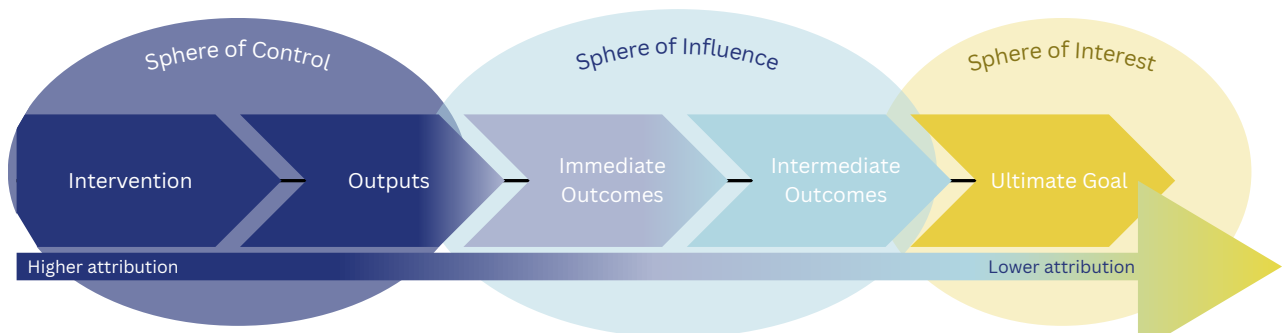 Sphere of Control
Sphere of Influence
Sphere of Interest
Intervention
Outputs
Immediate
Outcomes
Intermediate
Outcomes
Ultimate Goal
Higher attribution
Lower attribution